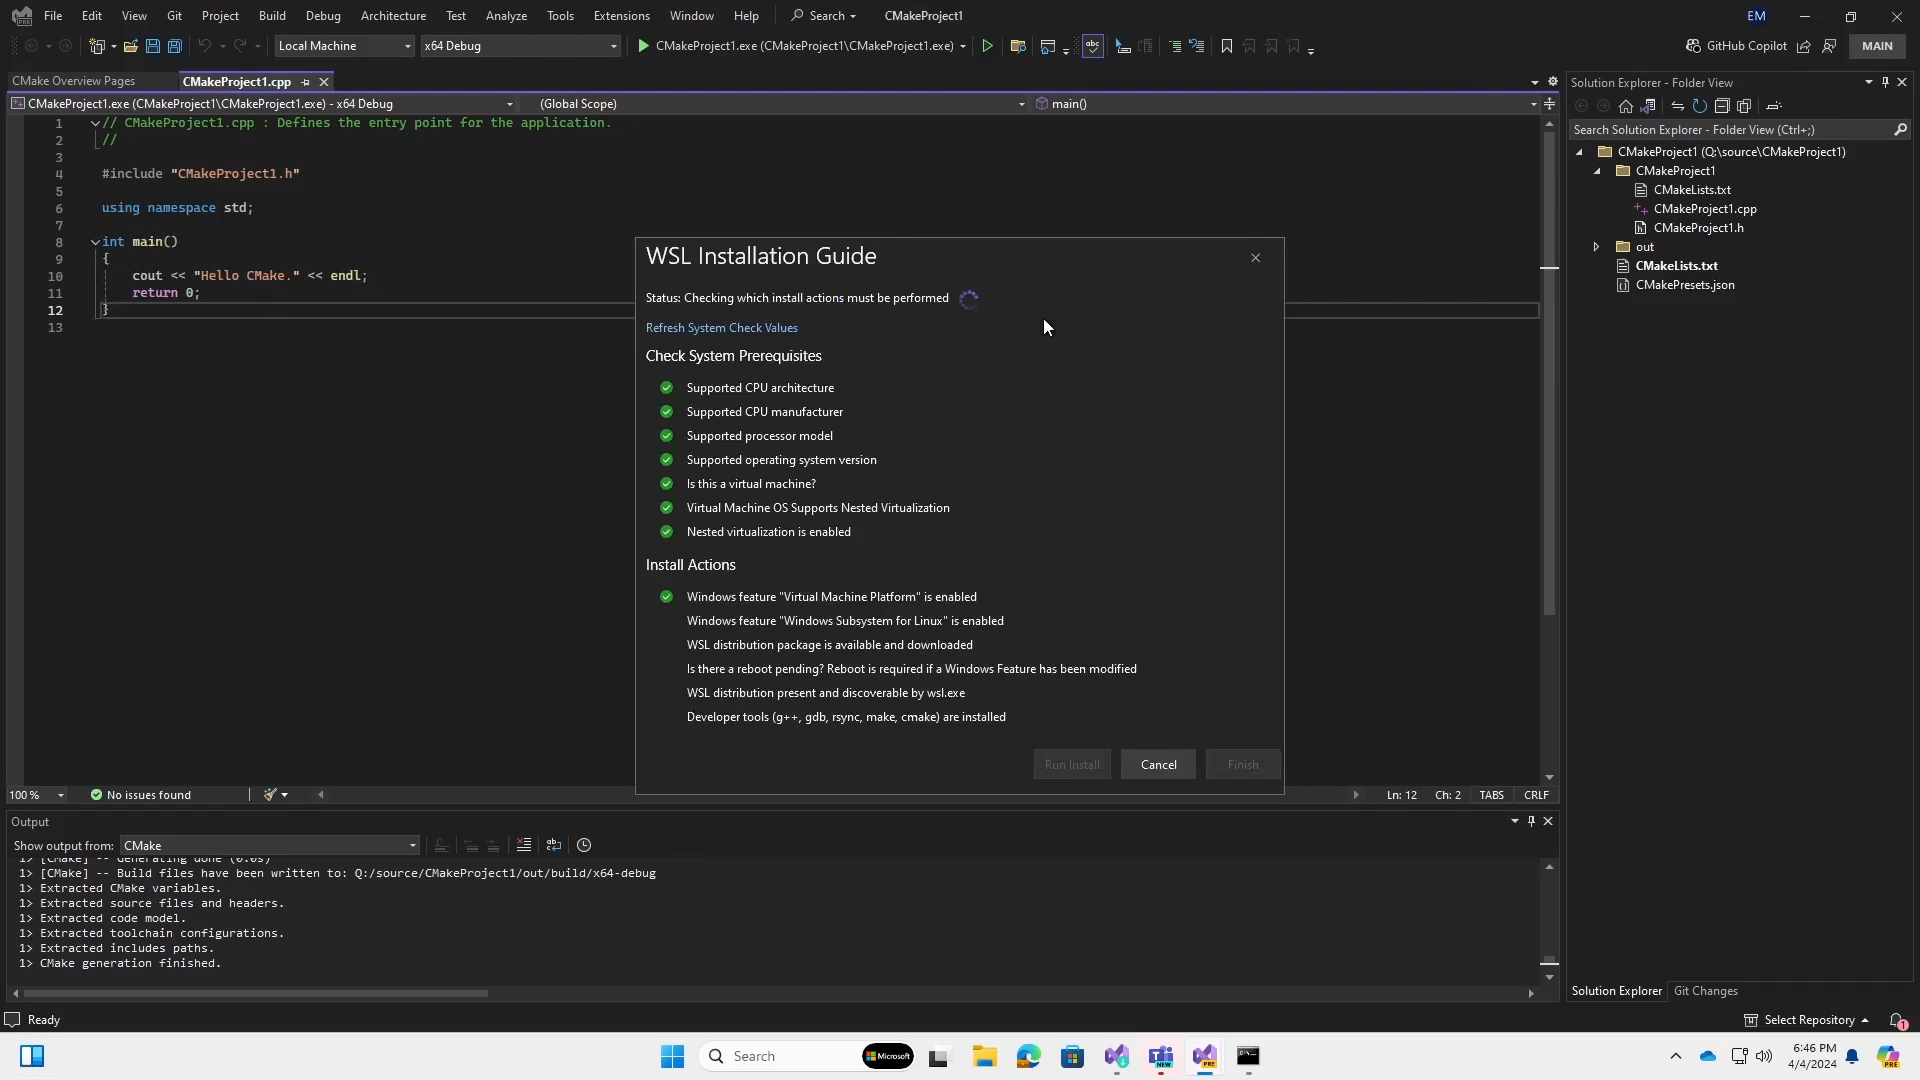 File Edit View Git Project Build Debug Architecture Test Analyze Tools Extensions Window Help Search CMakeProject1 EM
Local Machine x64 Debug CMakeProject1.exe (CMakeProject1\CMakeProject1.exe) abc GitHub Copilot MAIN
CMake Overview Pages CMakeProject1.cpp
CMakeProject1.exe (CMakeProject1\CMakeProject1.exe) - x64 Debug (Global Scope) main()
1 // CMakeProject1.cpp : Defines the entry point for the application.
2 //
3
4 #include "CMakeProject1.h"
5
6 using namespace std;
7
8 int main()
9 {
10 cout << "Hello CMake." << endl;
11 return 0;
12 }
13
WSL Installation Guide
Status: Checking which install actions must be performed
Refresh System Check Values
Check System Prerequisites
Supported CPU architecture
Supported CPU manufacturer
Supported processor model
Supported operating system version
Is this a virtual machine?
Virtual Machine OS Supports Nested Virtualization
Nested virtualization is enabled
Install Actions
Windows feature "Virtual Machine Platform" is enabled
Windows feature "Windows Subsystem for Linux" is enabled
WSL distribution package is available and downloaded
Is there a reboot pending? Reboot is required if a Windows Feature has been modified
WSL distribution present and discoverable by wsl.exe
Developer tools (g++, gdb, rsync, make, cmake) are installed
Run Install Cancel Finish
100 % No issues found Ln: 12 Ch: 2 TABS CRLF
Output
Show output from: CMake
1> [CMake] -- Generating done (0.0s)
1> [CMake] -- Build files have been written to: Q:/source/CMakeProject1/out/build/x64-debug
1> Extracted CMake variables.
1> Extracted source files and headers.
1> Extracted code model.
1> Extracted toolchain configurations.
1> Extracted includes paths.
1> CMake generation finished.
Solution Explorer - Folder View
Search Solution Explorer - Folder View (Ctrl+;)
CMakeProject1 (Q:\source\CMakeProject1)
CMakeProject1
CMakeLists.txt
CMakeProject1.cpp
CMakeProject1.h
out
CMakeLists.txt
CMakePresets.json
Solution Explorer Git Changes
Ready Select Repository 1
Search Microsoft NEW PRE 6:46 PM PRE
4/4/2024